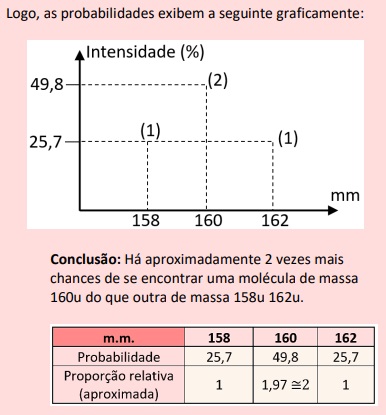 Logo, as probabilidades exibem a seguinte graficamente:
Intensidade (%)
49,8
(2)
25,7
(1)
(1)
mm
158 160 162
Conclusão: Há aproximadamente 2 vezes mais
chances de se encontrar uma molécula de massa
160u do que outra de massa 158u 162u.
m.m. 158 160 162
Probabilidade 25,7 49,8 25,7
Proporção relativa
(aproximada) 1 1,97 ≅2 1